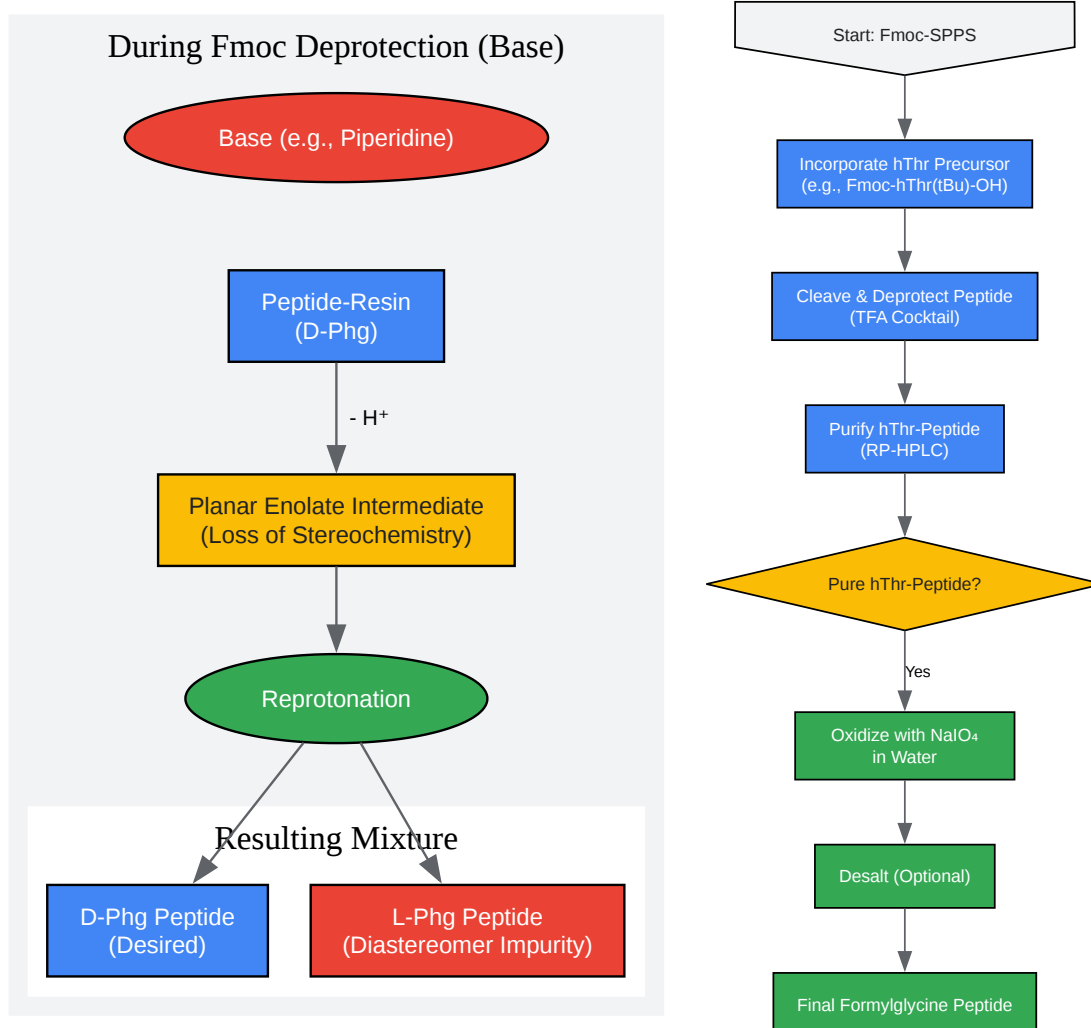 During Fmoc Deprotection (Base)
Base (e.g., Piperidine)
Peptide-Resin
(D-Phg)
- H⁺
Planar Enolate Intermediate
(Loss of Stereochemistry)
Reprotonation
Resulting Mixture
D-Phg Peptide
(Desired)
L-Phg Peptide
(Diastereomer Impurity)
Start: Fmoc-SPPS
Incorporate hThr Precursor
(e.g., Fmoc-hThr(tBu)-OH)
Cleave & Deprotect Peptide
(TFA Cocktail)
Purify hThr-Peptide
(RP-HPLC)
Pure hThr-Peptide?
Yes
Oxidize with NaIO₄
in Water
Desalt (Optional)
Final Formylglycine Peptide